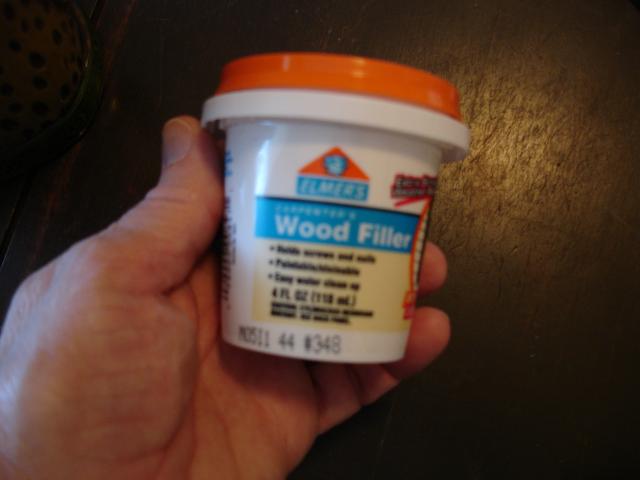 ELMER'S
CARPENTER'S
Wood Filler
• Holds screws and nails
• Paintable/stainable
• Easy water clean up
4 FL OZ (118 mL)
M0511 44 #348